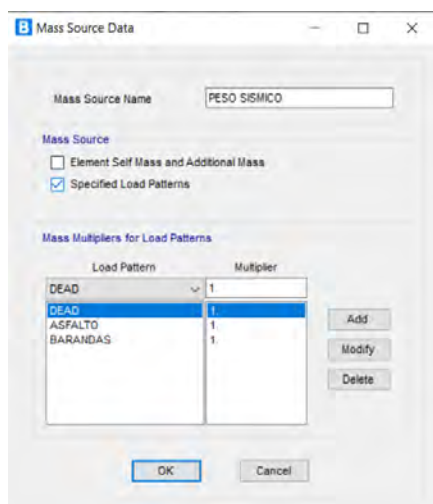 B Mass Source Data
Mass Source Name PESO SISMICO
Mass Source
Element Self Mass and Additional Mass
Specified Load Patterns
Mass Multipliers for Load Patterns
Load Pattern Multiplier
DEAD 1.
DEAD 1.
ASFALTO 1.
BARANDAS 1.
Add
Modify
Delete
OK Cancel